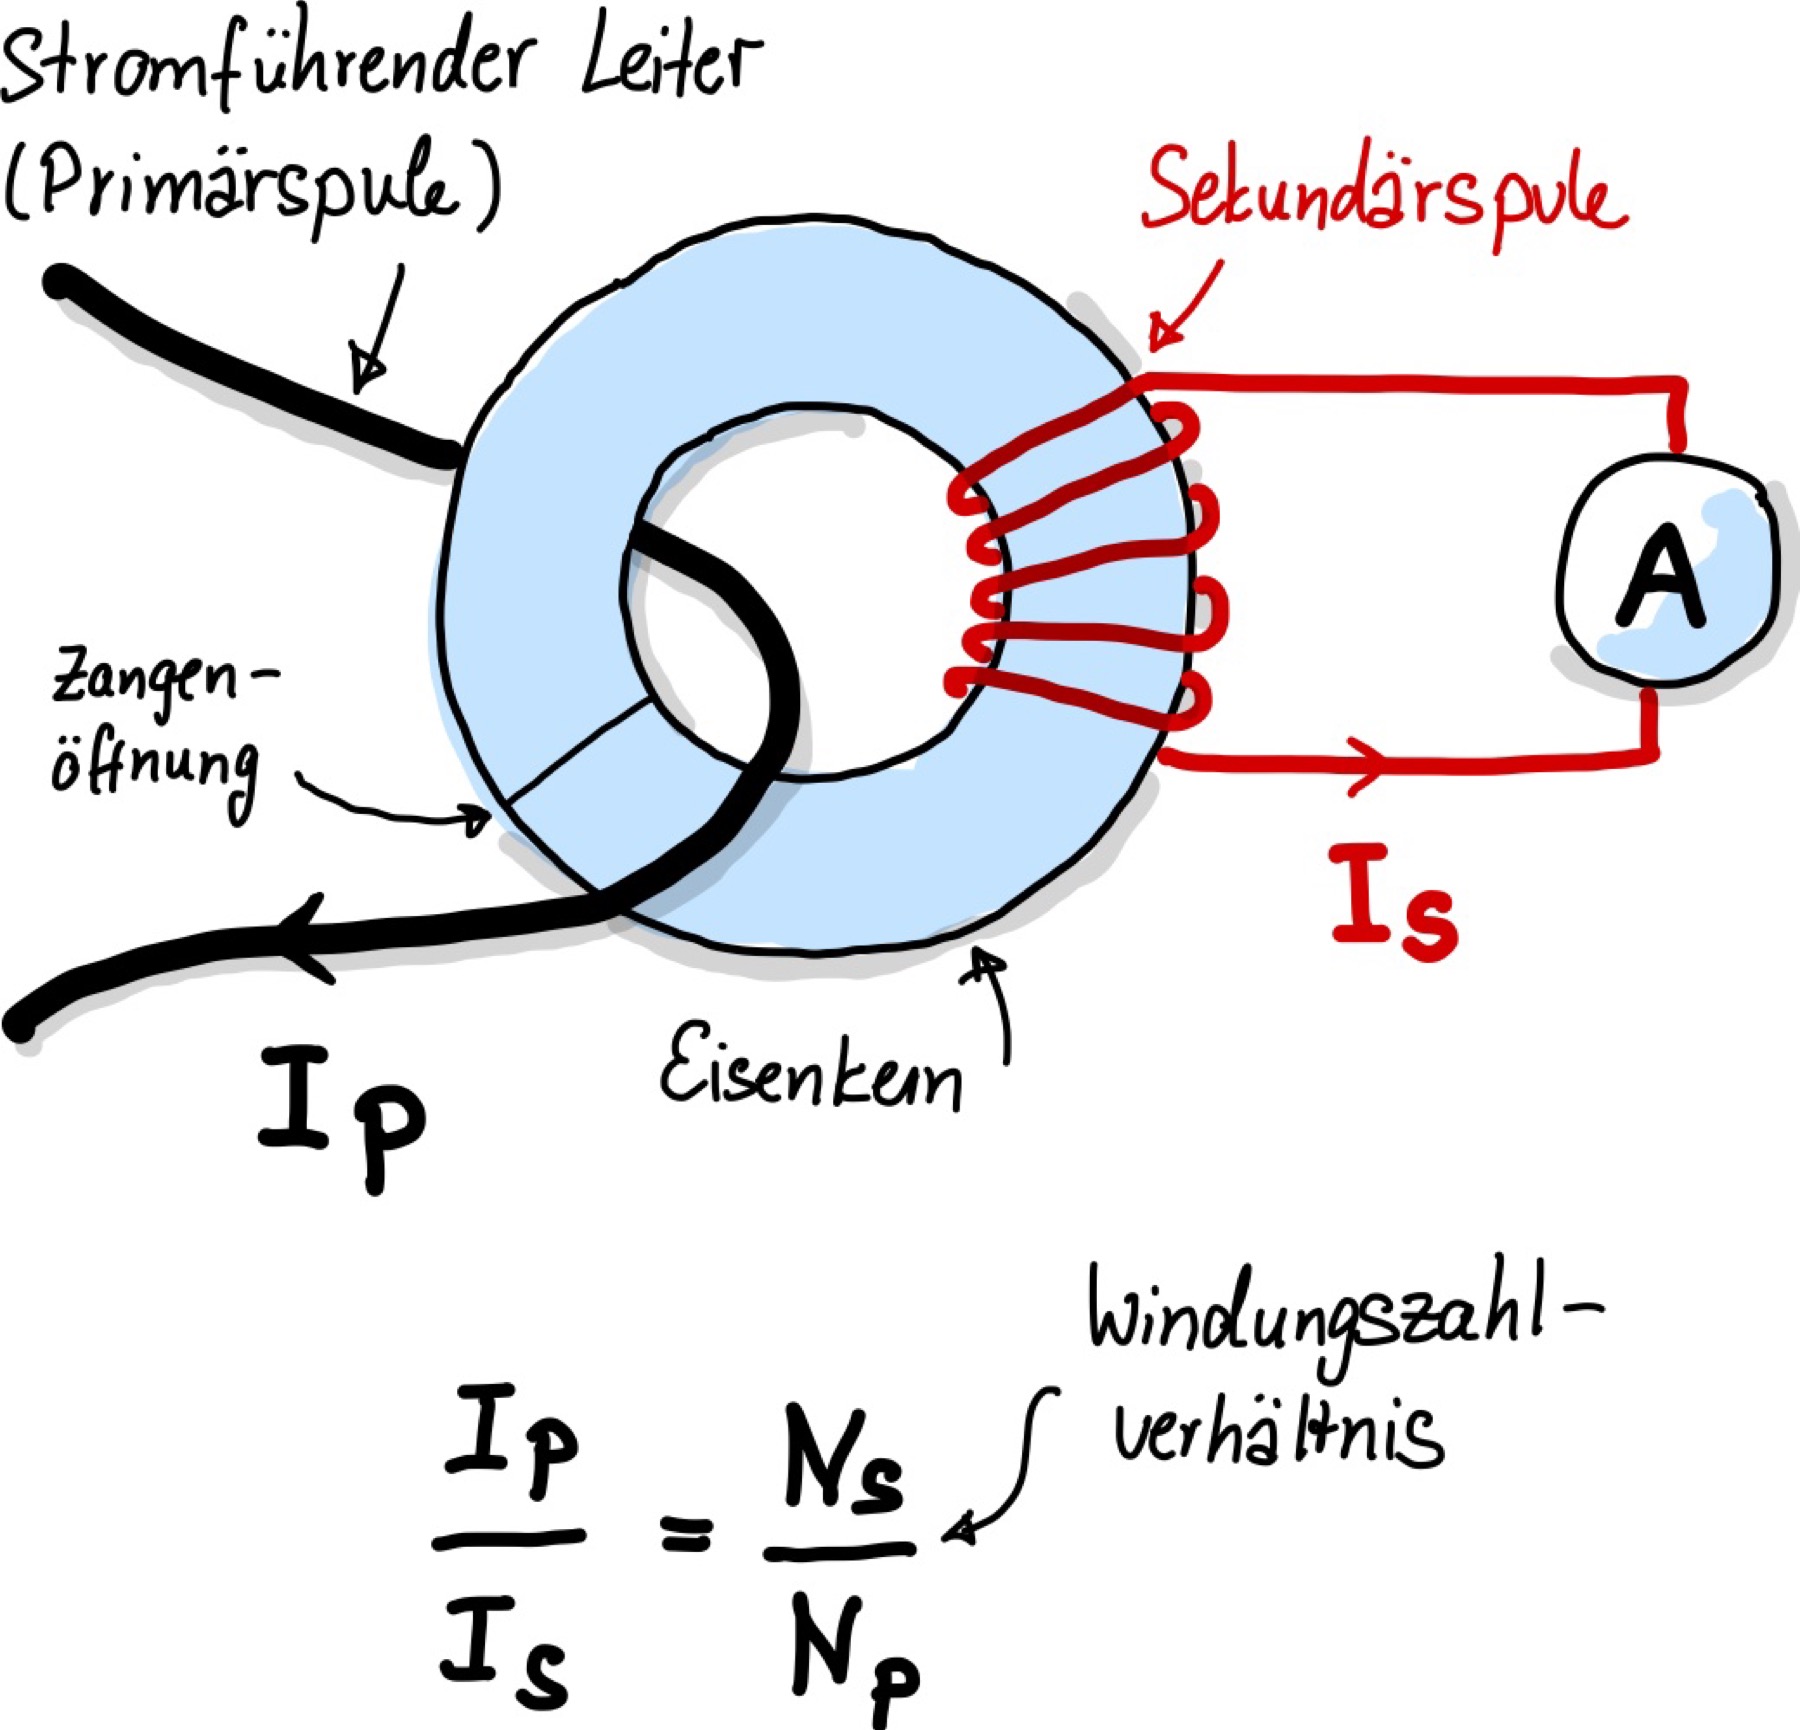 Stromführender Leiter
(Primärspule)
Sekundärspule
A
Zangen-
öffnung
Is
Eisenkern
Ip
Windungszahl-
verhältnis
Ip / Is = Ns / Np